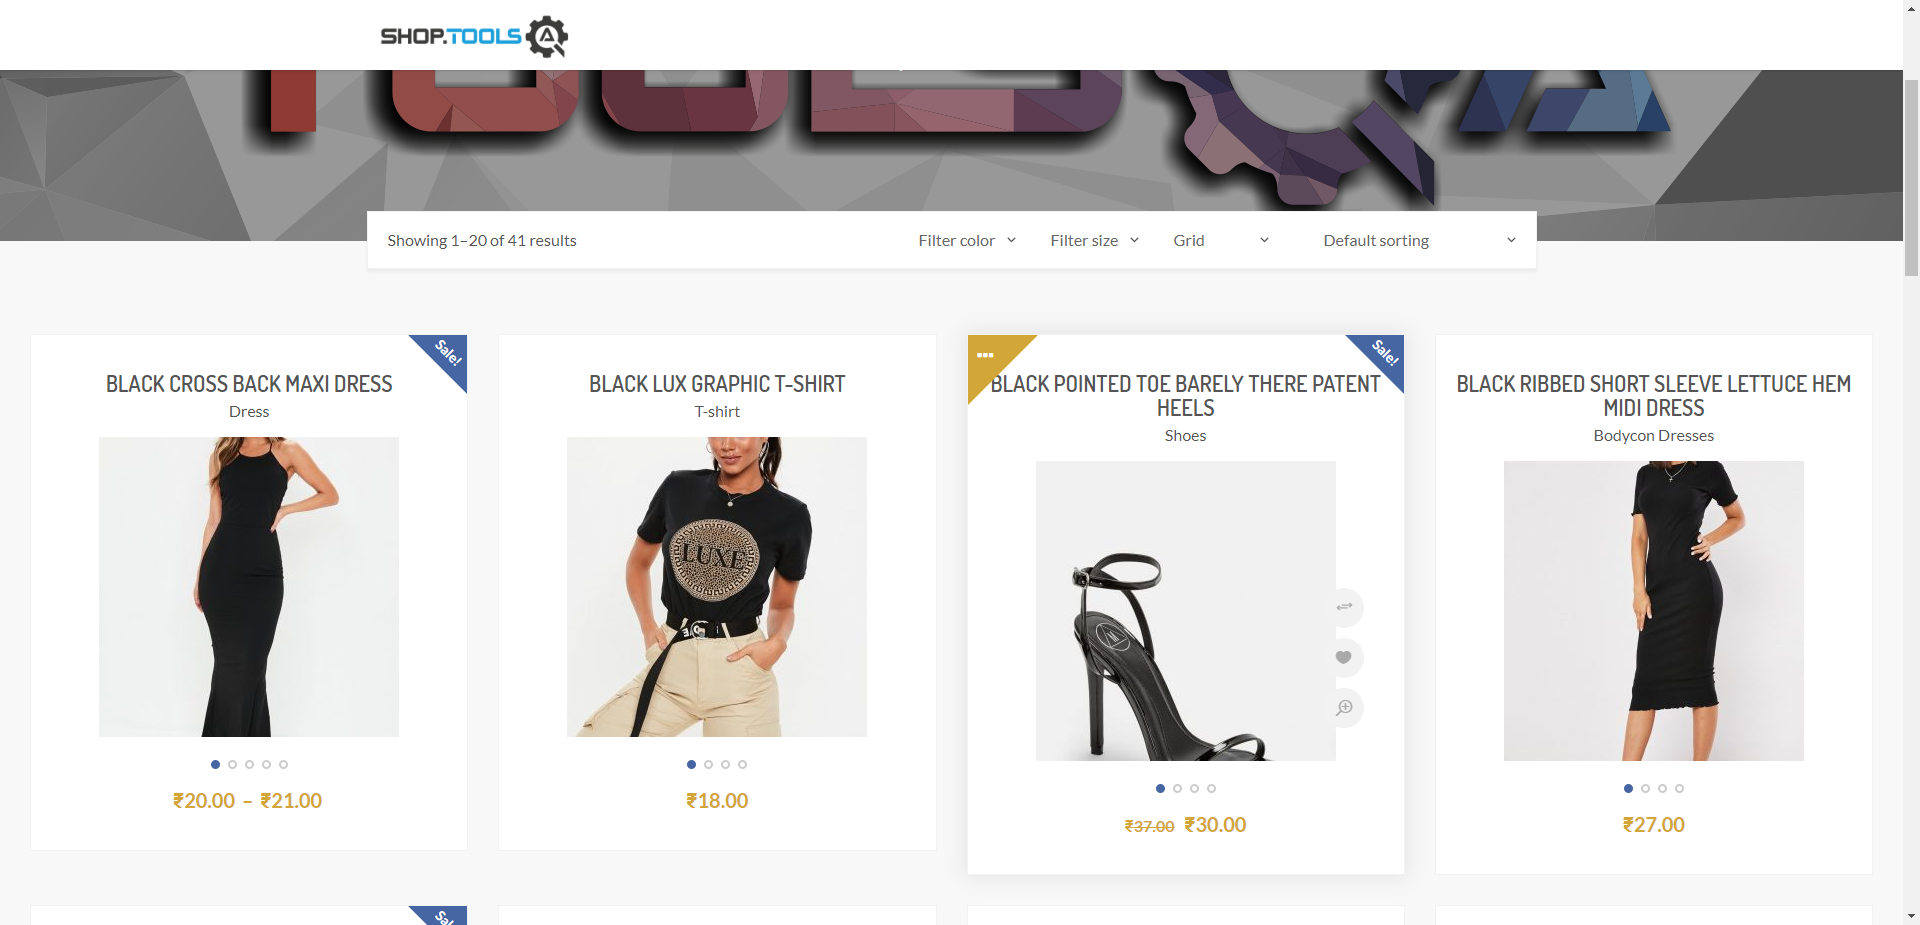 SHOP.TOOLS
TOOLSQA
Showing 1–20 of 41 results
Filter color
Filter size
Grid
Default sorting
Sale!
BLACK CROSS BACK MAXI DRESS
Dress
₹20.00 – ₹21.00
BLACK LUX GRAPHIC T-SHIRT
T-shirt
LUXE
₹18.00
Sale!
BLACK POINTED TOE BARELY THERE PATENT
HEELS
Shoes
M
₹37.00 ₹30.00
BLACK RIBBED SHORT SLEEVE LETTUCE HEM
MIDI DRESS
Bodycon Dresses
₹27.00